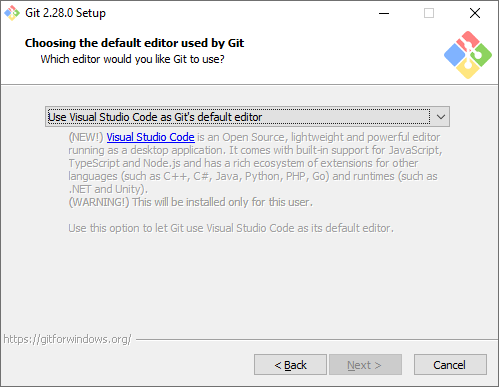 Git 2.28.0 Setup
Choosing the default editor used by Git
Which editor would you like Git to use?
Use Visual Studio Code as Git's default editor
(NEW!) Visual Studio Code is an Open Source, lightweight and powerful editor
running as a desktop application. It comes with built-in support for JavaScript,
TypeScript and Node.js and has a rich ecosystem of extensions for other
languages (such as C++, C#, Java, Python, PHP, Go) and runtimes (such as
.NET and Unity).
(WARNING!) This will be installed only for this user.
Use this option to let Git use Visual Studio Code as its default editor.
https://gitforwindows.org/
< Back
Next >
Cancel